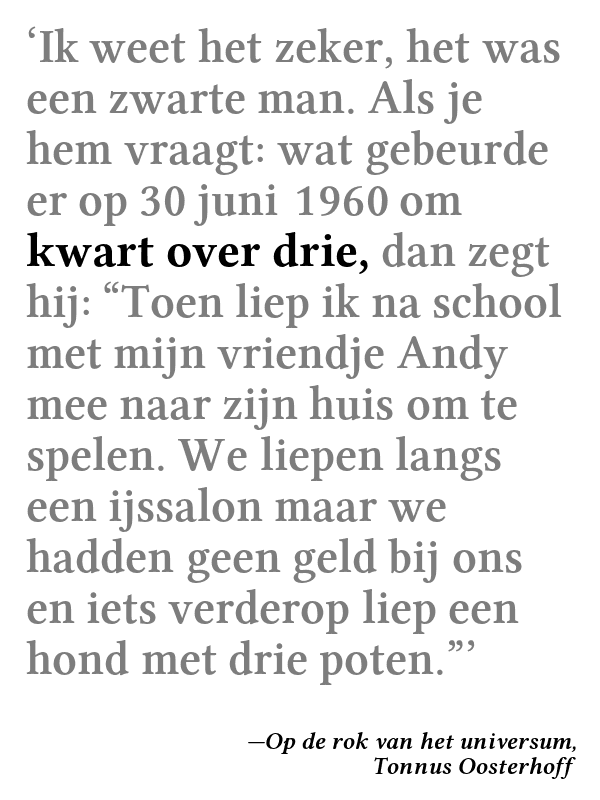 ‘Ik weet het zeker, het was
een zwarte man. Als je
hem vraagt: wat gebeurde
er op 30 juni 1960 om
kwart over drie, dan zegt
hij: “Toen liep ik na school
met mijn vriendje Andy
mee naar zijn huis om te
spelen. We liepen langs
een ijssalon maar we
hadden geen geld bij ons
en iets verderop liep een
hond met drie poten.”’
—Op de rok van het universum,
Tonnus Oosterhoff